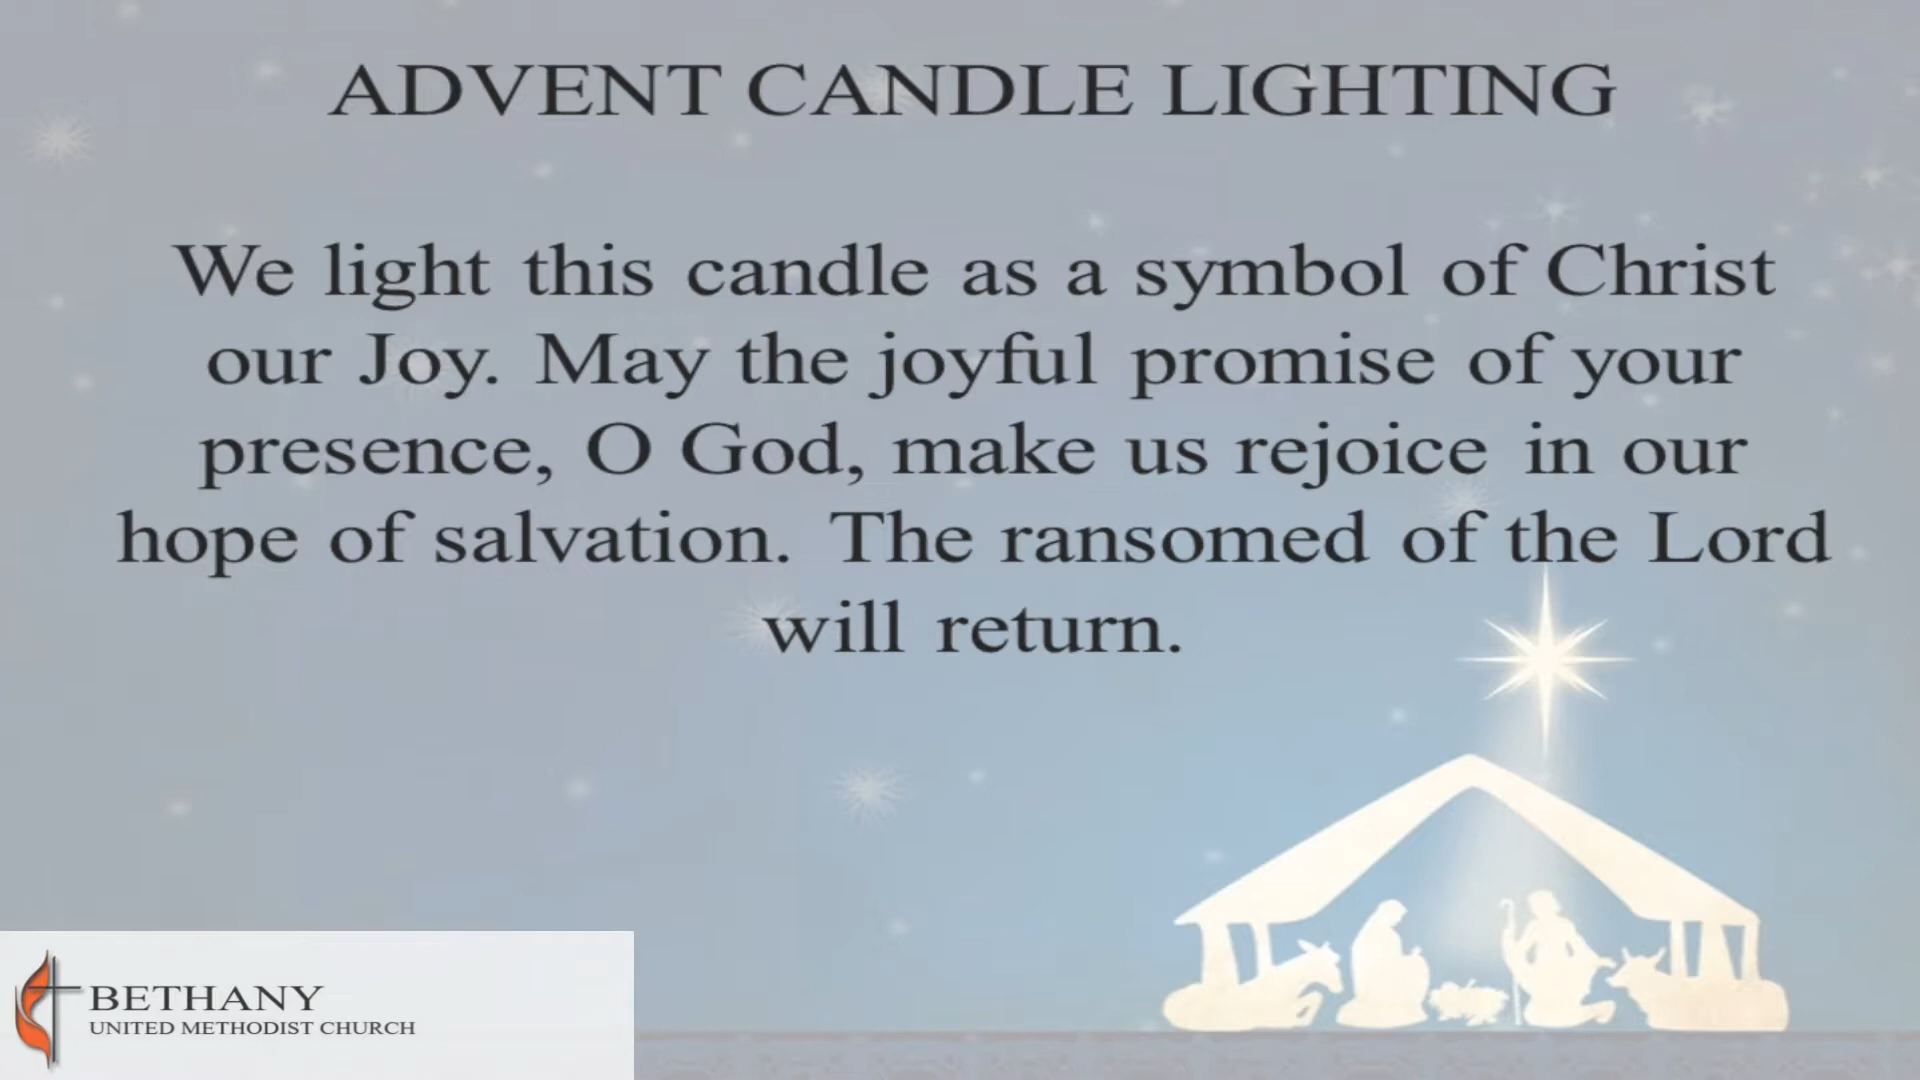 ADVENT CANDLE LIGHTING
We light this candle as a symbol of Christ
our Joy. May the joyful promise of your
presence, O God, make us rejoice in our
hope of salvation. The ransomed of the Lord
will return.
BETHANY
UNITED METHODIST CHURCH